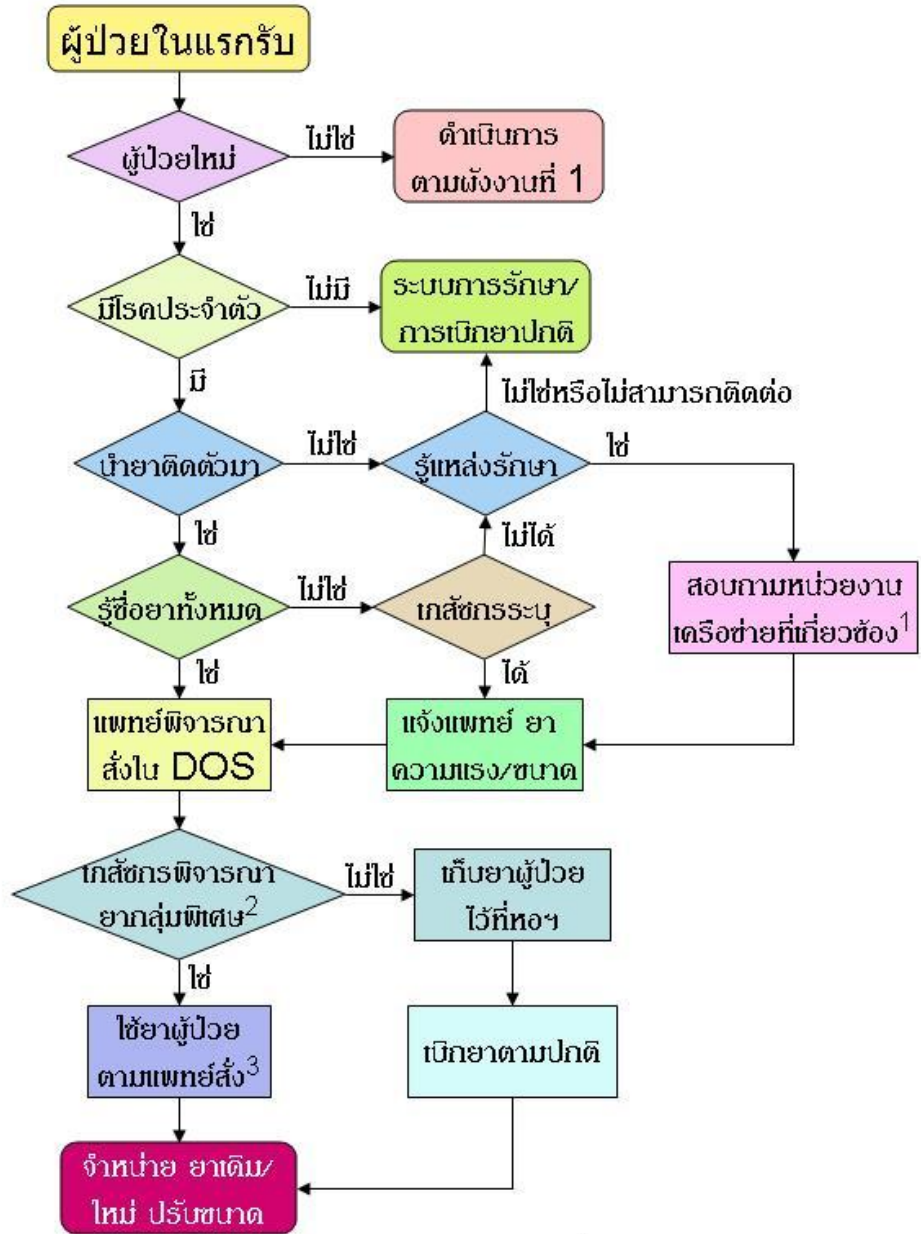 ผู้ป่วยในแรกรับ
ผู้ป่วยใหม่
ไม่ใช่
ดำเนินการ
ตามผังงานที่ 1
ใช่
มีโรคประจำตัว
ไม่มี
ระบบการรักษา/
การเบิกยาปกติ
มี
ไม่ใช่หรือไม่สามารถติดต่อ
นำยาติดตัวมา
ไม่ใช่
รู้แหล่งรักษา
ใช่
ใช่
ไม่ได้
รู้ชื่อยาทั้งหมด
ไม่ใช่
เภสัชกรระบุ
สอบถามหน่วยงาน
เครือข่ายที่เกี่ยวข้อง1
ใช่
ได้
แพทย์พิจารณา
สั่งใน DOS
แจ้งแพทย์ ยา
ความแรง/ขนาด
เภสัชกรพิจารณา
ยากลุ่มพิเศษ2
ไม่ใช่
เก็บยาผู้ป่วย
ไว้ที่หอฯ
ใช่
ใช้ยาผู้ป่วย
ตามแพทย์สั่ง3
เบิกยาตามปกติ
จำหน่าย ยาเดิม/
ใหม่ ปรับขนาด